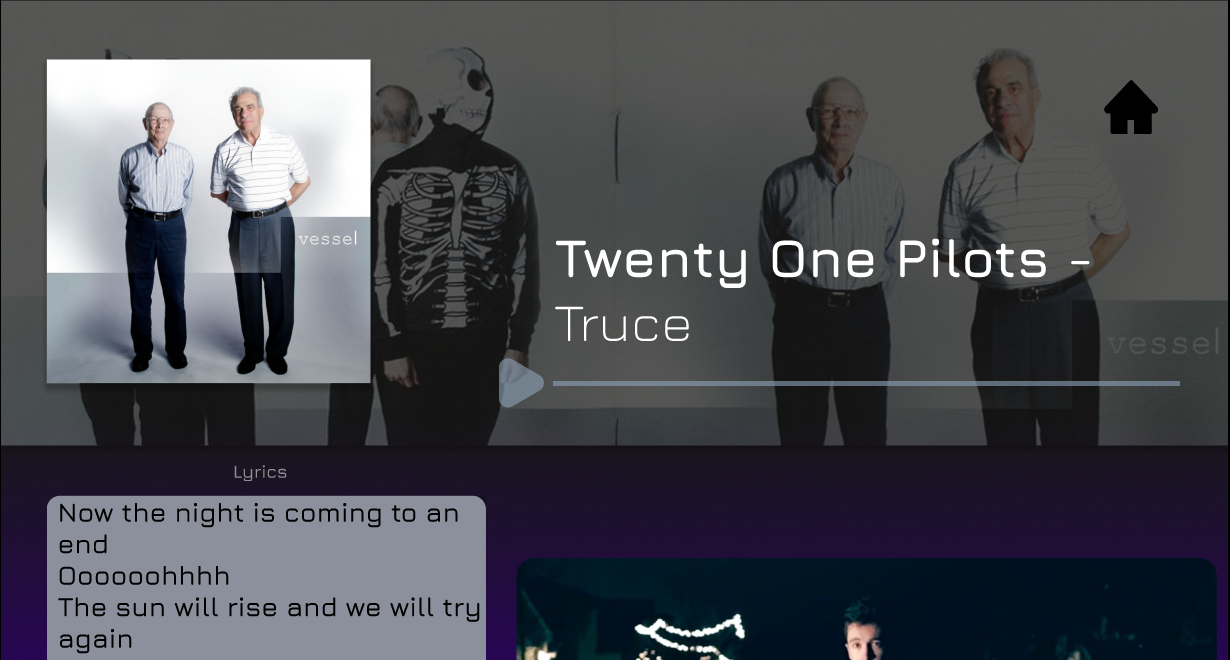 vessel
Twenty One Pilots -
Truce
vessel
Lyrics
Now the night is coming to an
end
Oooooohhhh
The sun will rise and we will try
again